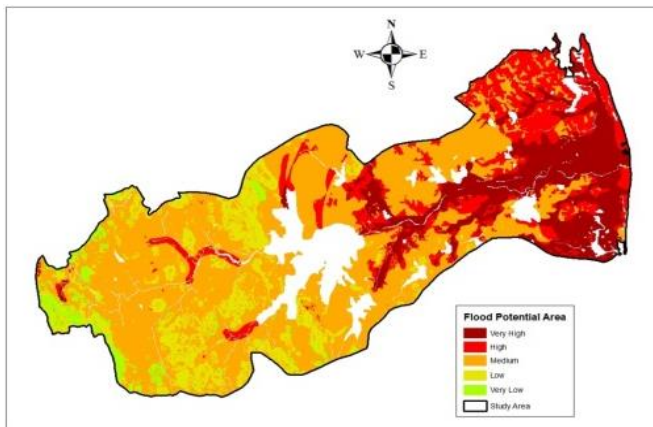 N
W E
S
Flood Potential Area
Very High
High
Medium
Low
Very Low
Study Area